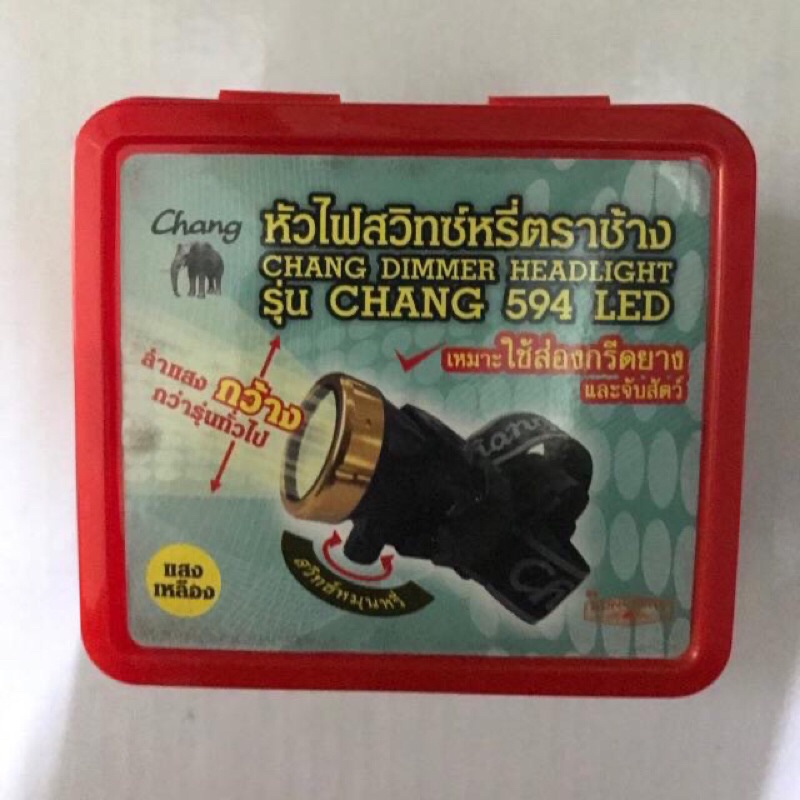 Chang
หัวไฟสวิทซ์หรี่ตราช้าง
CHANG DIMMER HEADLIGHT
รุ่น CHANG 594 LED
เหมาะใช้ส่องกรีดยาง
และจับสัตว์
ลำแสง กว้าง
กว่ารุ่นทั่วไป
สวิทซ์หมุนหรี่
แสง
เหลือง